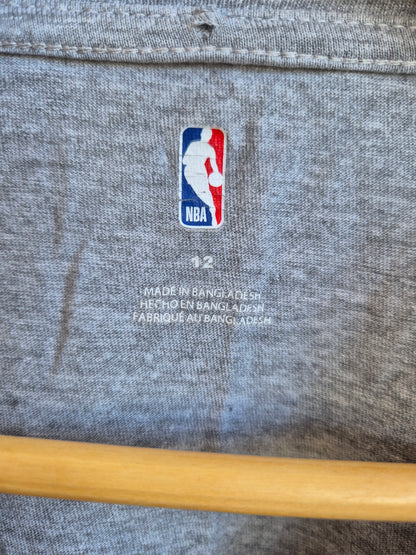 NBA
12
MADE IN BANGLADESH
HECHO EN BANGLADESH
FABRIQUÉ AU BANGLADESH